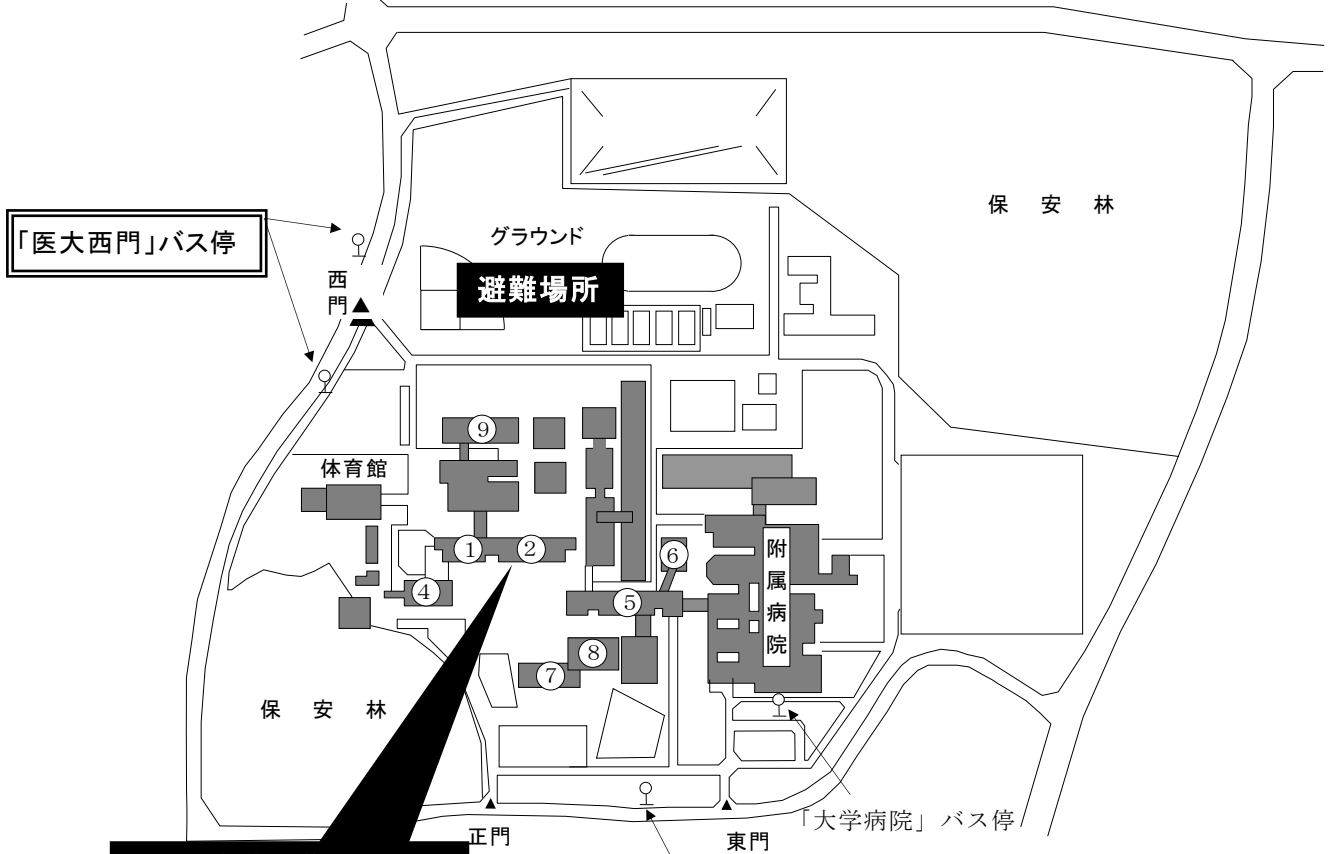 保 安 林
「医大西門」バス停
グラウンド
避難場所
西門
⑨
体育館
①
②
⑥
附属病院
④
⑤
⑧
⑦
保 安 林
「大学病院」バス停
正門
東門